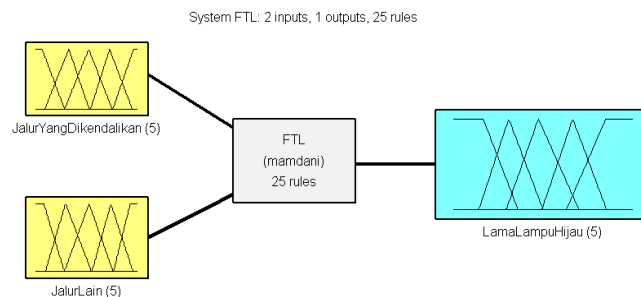 System FTL: 2 inputs, 1 outputs, 25 rules
JalurYangDikendalikan (5)
FTL
(mamdani)
25 rules
LamaLampuHijau (5)
JalurLain (5)